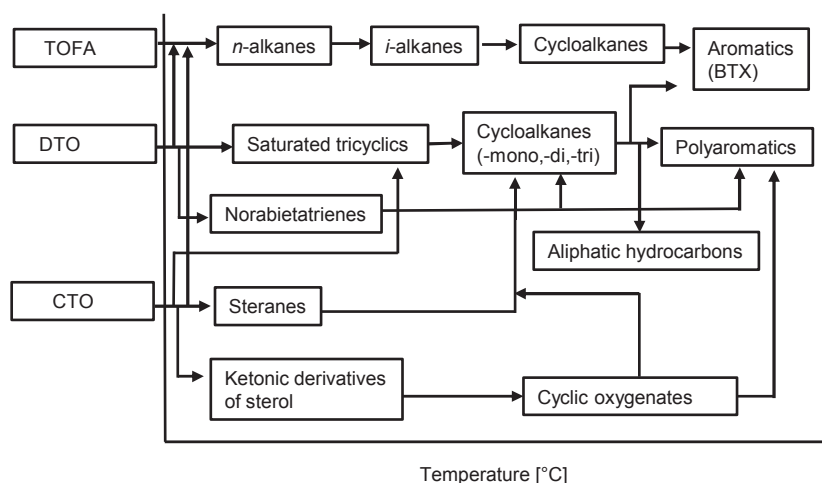 TOFA
n-alkanes
i-alkanes
Cycloalkanes
Aromatics
(BTX)
DTO
Saturated tricyclics
Cycloalkanes
(-mono,-di,-tri)
Polyaromatics
Norabietatrienes
Aliphatic hydrocarbons
CTO
Steranes
Ketonic derivatives
of sterol
Cyclic oxygenates
Temperature [°C]